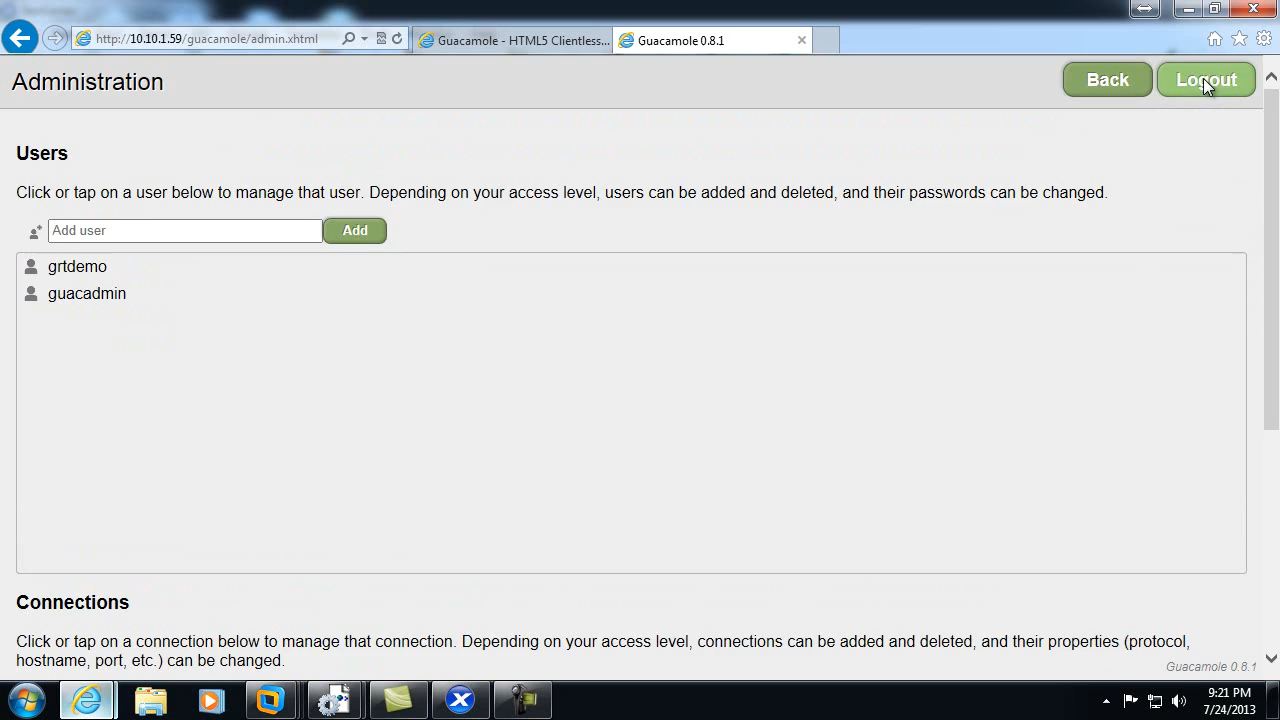 http://10.10.1.59/guacamole/admin.xhtml
Guacamole - HTML5 Clientless...
Guacamole 0.8.1
Administration
Back
Logout
Users
Click or tap on a user below to manage that user. Depending on your access level, users can be added and deleted, and their passwords can be changed.
Add user
Add
grtdemo
guacadmin
Connections
Click or tap on a connection below to manage that connection. Depending on your access level, connections can be added and deleted, and their properties (protocol,
hostname, port, etc.) can be changed.
Guacamole 0.8.1
9:21 PM
7/24/2013